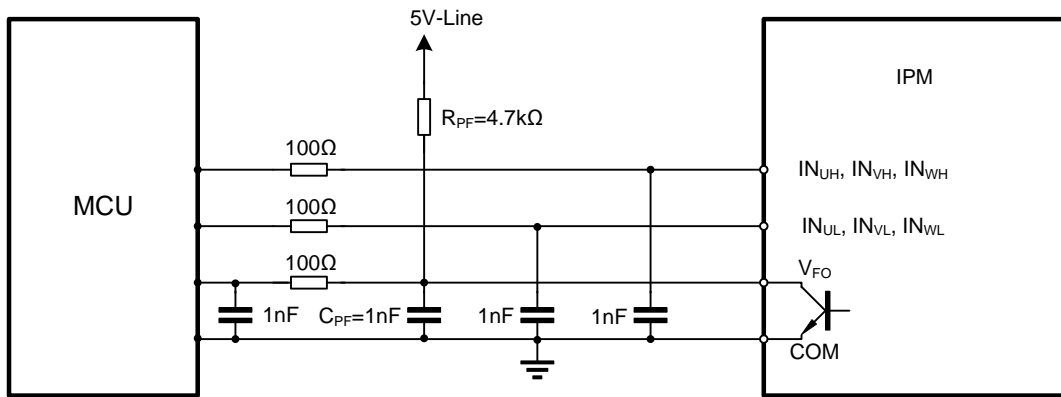 5V-Line
IPM
R_PF=4.7kΩ
100Ω
IN_UH, IN_VH, IN_WH
MCU
100Ω
IN_UL, IN_VL, IN_WL
100Ω
V_FO
1nF
C_PF=1nF
1nF
1nF
COM